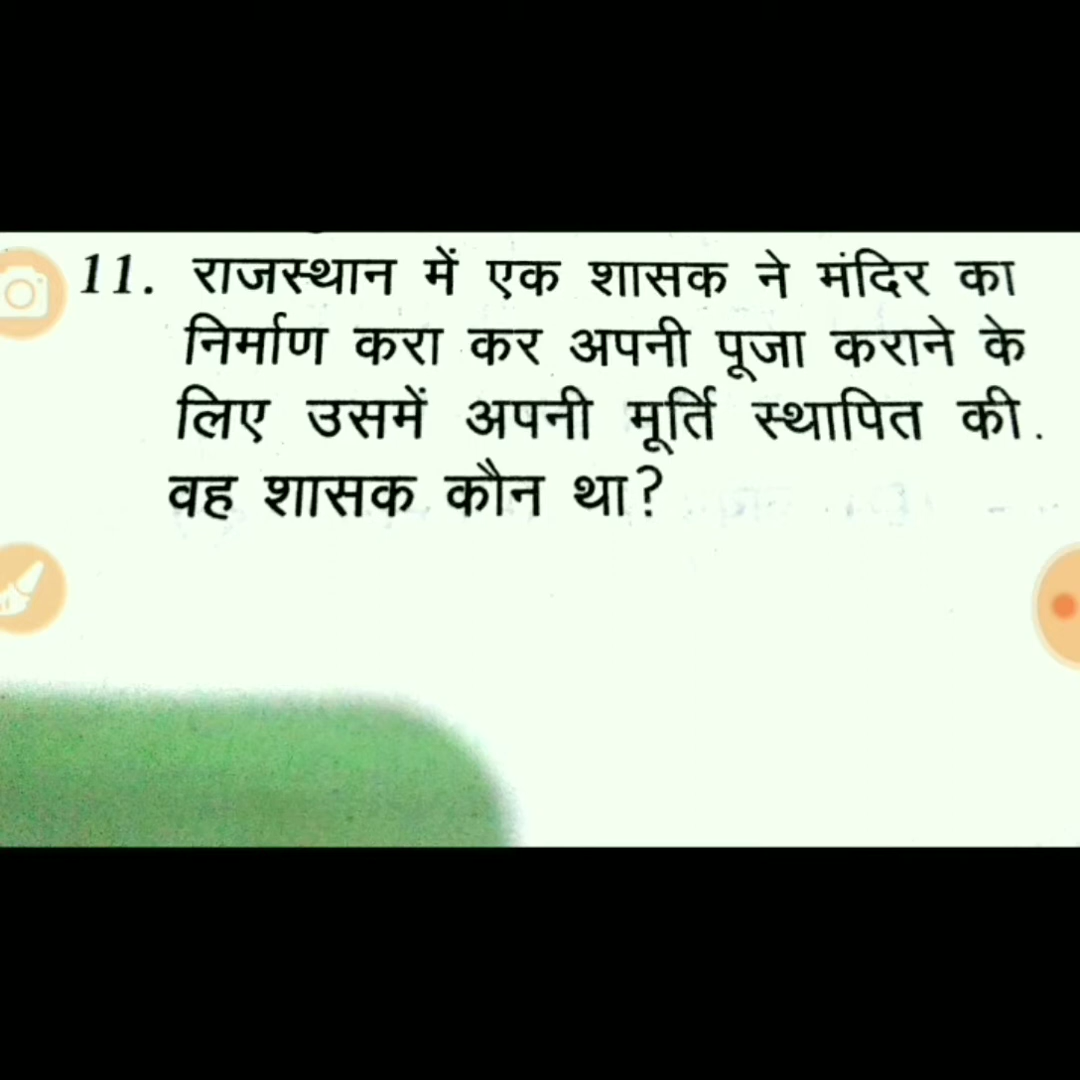 11. राजस्थान में एक शासक ने मंदिर का
निर्माण करा कर अपनी पूजा कराने के
लिए उसमें अपनी मूर्ति स्थापित की.
वह शासक कौन था?